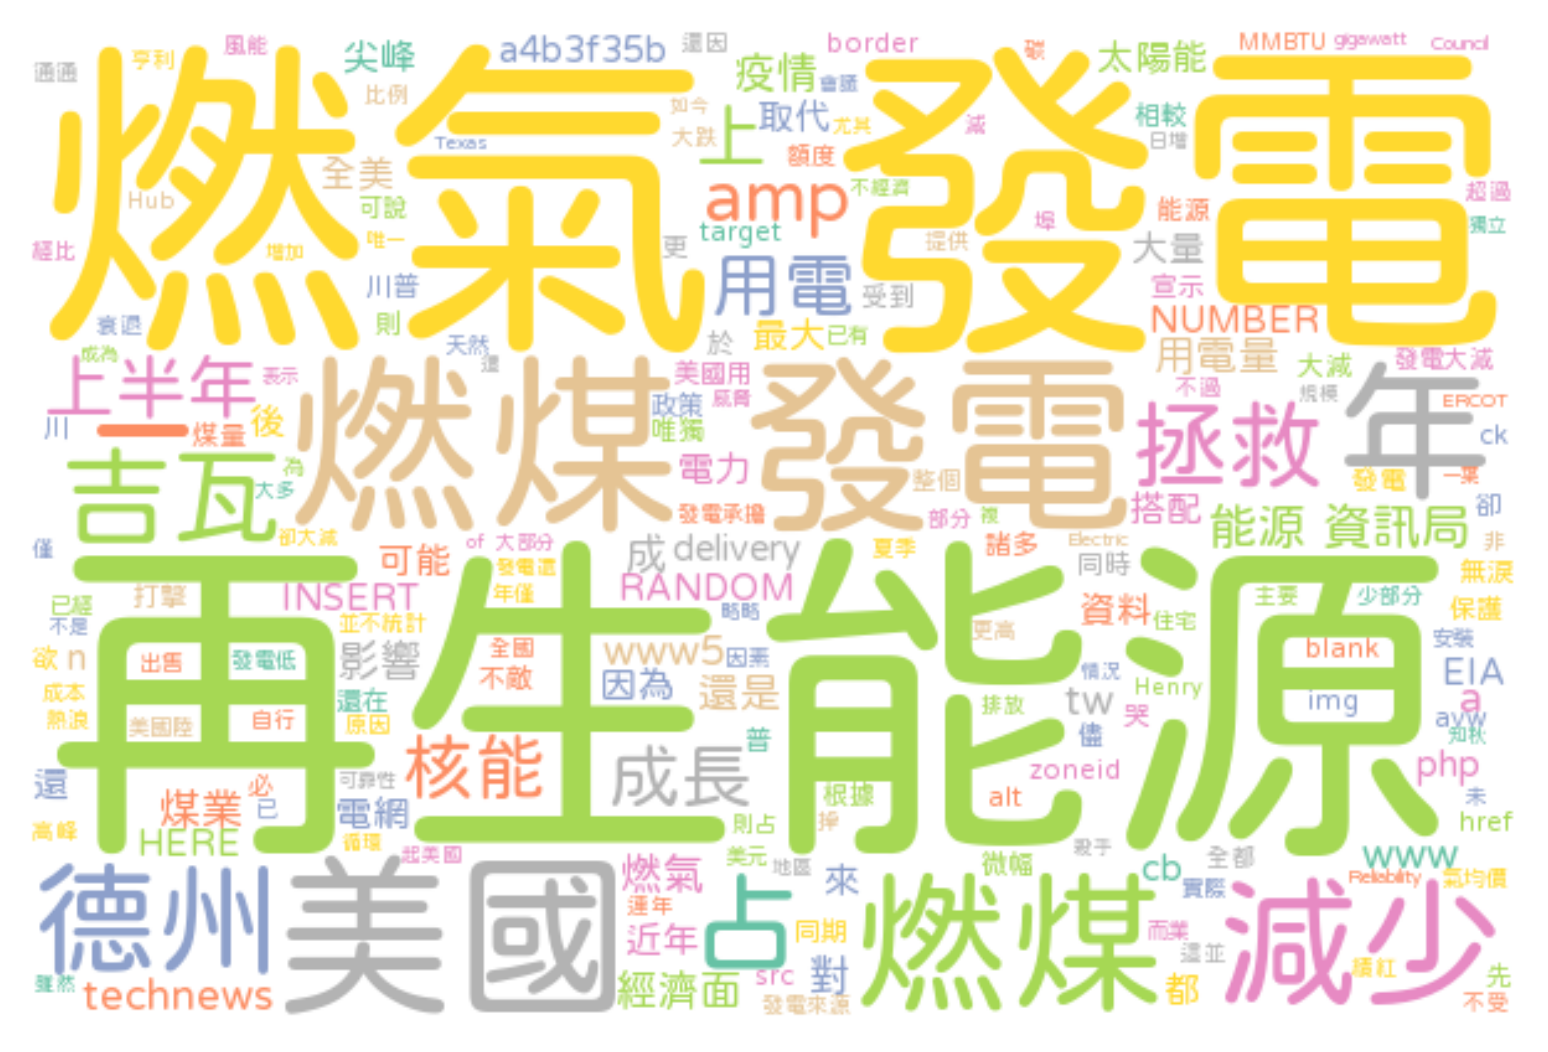 風能 尖峰 a4b3f35b 還因 border 碳 太陽能 MMBTU gigawatt Council
通通 亨利 疫情 會議
燃氣發電
比例 如今 取代 尤其 減 相較
Texas 大跌 上 額度 日增
全美 amp 不經濟 超過
Hub 可說 target 埠 能源 獨立
經比 增加 唯一 更 提供 大量
川普 用電 受到 宣示
衰退 則 於 最大 已有 NUMBER
成為 天然 還 用電量 大減 發電大減
上半年 表示 燃煤發電 美國用 不過 規模 年 ERCOT
川 一 煤量 後 政策 唯獨 拯救 ck
吉瓦 為 大多 電力 整個 發電 一葉
發電承擔 部分 複 搭配 能源 資訊局 卻
僅 卻大減 of 大部分 成 delivery 夏季 諸多 Electric 非
可能 發電還 同時 無淚
再生能源
已經 打擊 INSERT 年僅 RANDOM 略略 資料 主要 少部分 保護
不是 並不統計 更高 住宅 安裝
欲 n 出售 發電低 影響 全國 www5 因素 blank EIA
成本 還在 不敵 因為 還是 情況 tw Henry img a
熱浪 美國陸 自行 原因 排放 哭 avw
知秋
普 儘
還 可靠性 核能 成長 zoneid php
煤業 必 已 電網 根據 alt 未
高峰 HERE 循環 則占 掉 href
起美國 美元 地區 微幅 殺手 全都 www
德州 美國 燃氣 占 來 燃煤 cb 實際 Reliability 氣均價
連年 近年 同期 而業 減少
雖然 technews 經濟面 src 對 這並 都 績紅 先
發電來源 不受